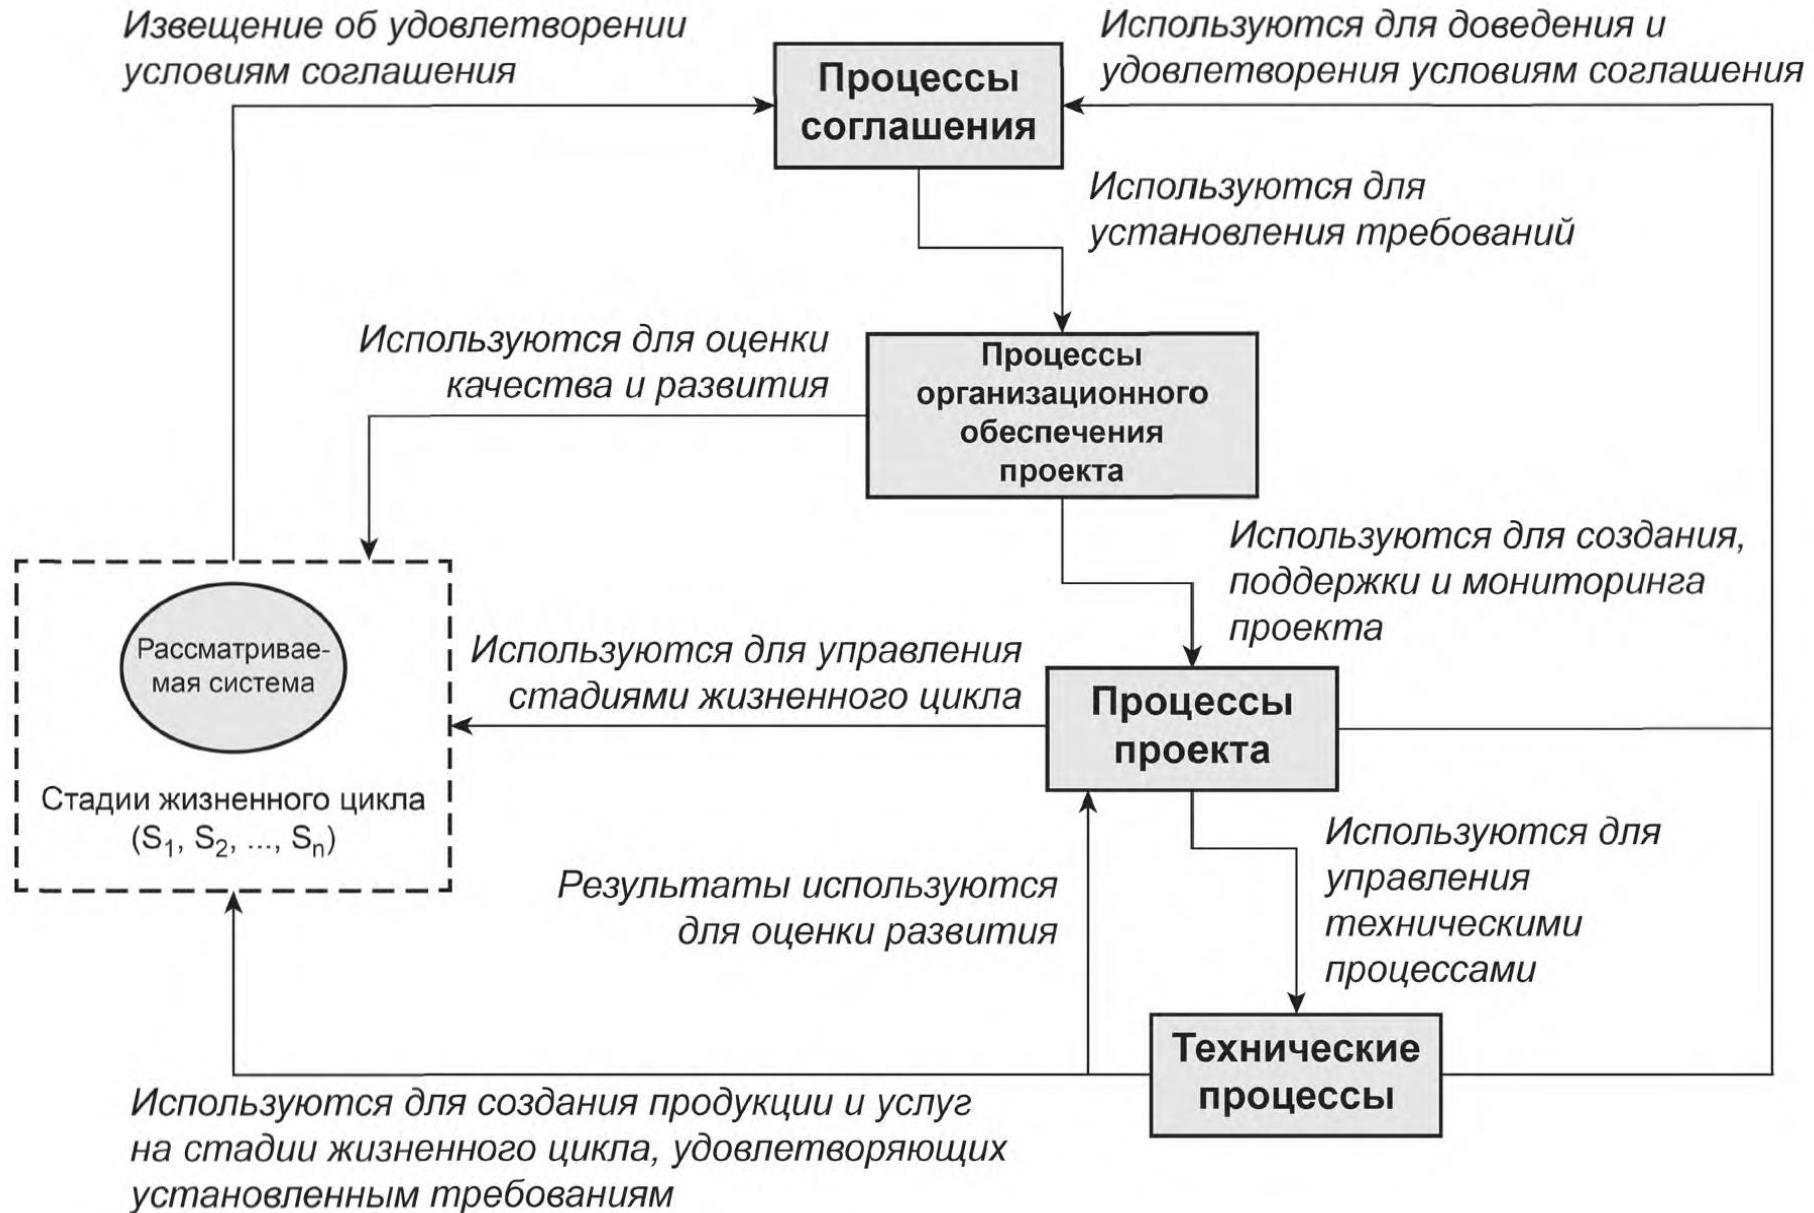 Извещение об удовлетворении
условиям соглашения
Используются для доведения и
удовлетворения условиям соглашения
Процессы
соглашения
Используются для
установления требований
Используются для оценки
качества и развития
Процессы
организационного
обеспечения
проекта
Используются для создания,
поддержки и мониторинга
проекта
Рассматривае-
мая система
Стадии жизненного цикла
(S₁, S₂, ..., Sₙ)
Используются для управления
стадиями жизненного цикла
Процессы
проекта
Используются для
управления
техническими
процессами
Результаты используются
для оценки развития
Технические
процессы
Используются для создания продукции и услуг
на стадии жизненного цикла, удовлетворяющих
установленным требованиям